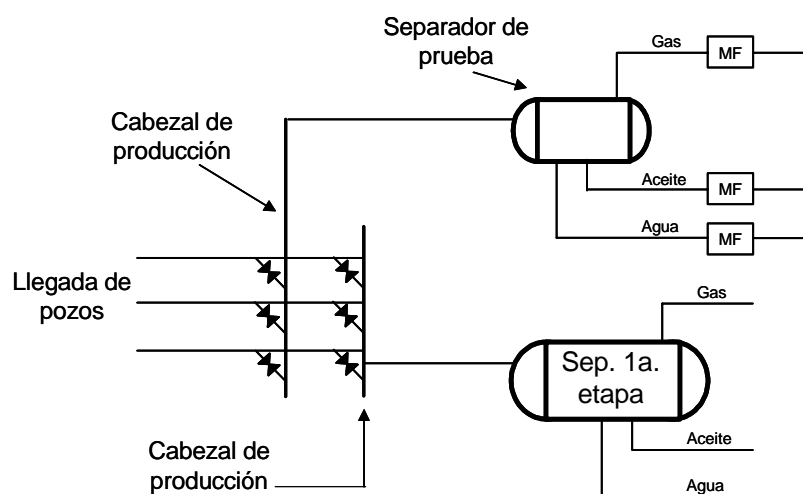 Separador de
prueba
Gas
MF
Cabezal de
producción
Aceite
MF
Agua
MF
Llegada de
pozos
Gas
Sep. 1a.
etapa
Cabezal de
producción
Aceite
Agua